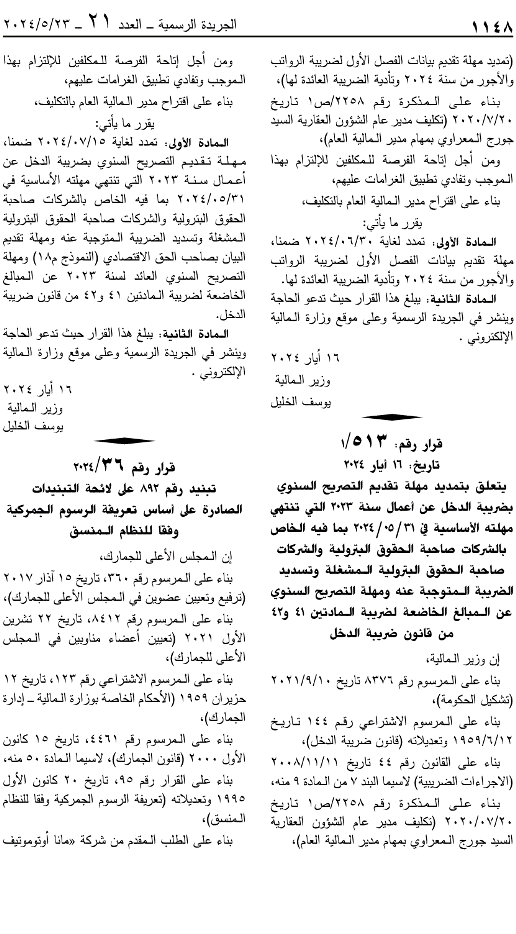 ١١٤٨
الجريدة الرسمية ـ العدد ٢١ ـ ٢٠٢٤/٥/٢٣
(تمديد مهلة تقديم بيانات الفصل الأول لضريبة الرواتب
والأجور من سنة ٢٠٢٤ وتأدية الضريبة العائدة لها)،
بناء على المذكرة رقم ٢٢٥٨/ص١ تاريخ
٢٠٢٠/٧/٢٠ (تكليف مدير عام الشؤون العقارية السيد
جورج المعراوي بمهام مدير المالية العام)،
ومن أجل إتاحة الفرصة للمكلفين للإلتزام بهذا
الموجب وتفادي تطبيق الغرامات عليهم،
بناء على اقتراح مدير المالية العام بالتكليف،
يقرر ما يأتي:
المادة الأولى: تمدد لغاية ٢٠٢٤/٠٦/٣٠ ضمنا،
مهلة تقديم بيانات الفصل الأول لضريبة الرواتب
والأجور من سنة ٢٠٢٤ وتأدية الضريبة العائدة لها.
المادة الثانية: يبلغ هذا القرار حيث تدعو الحاجة
وينشر في الجريدة الرسمية وعلى موقع وزارة المالية
الإلكتروني .
١٦ أيار ٢٠٢٤
وزير المالية
يوسف الخليل
قرار رقم: ٥١٣/١
تاريخ: ١٦ أيار ٢٠٢٤
يتعلق بتمديد مهلة تقديم التصريح السنوي
بضريبة الدخل عن أعمال سنة ٢٠٢٣ التي تنتهي
مهلته الأساسية في ٢٠٢٤/٠٥/٣١ بما فيه الخاص
بالشركات صاحبة الحقوق البترولية والشركات
صاحبة الحقوق البترولية المشغلة وتسديد
الضريبة المتوجبة عنه ومهلة التصريح السنوي
عن المبالغ الخاضعة لضريبة المادتين ٤١ و٤٢
من قانون ضريبة الدخل
إن وزير المالية،
بناء على المرسوم رقم ٨٣٧٦ تاريخ ٢٠٢١/٩/١٠
(تشكيل الحكومة)،
بناء على المرسوم الاشتراعي رقم ١٤٤ تاريخ
١٩٥٩/٦/١٢ وتعديلاته (قانون ضريبة الدخل)،
بناء على القانون رقم ٤٤ تاريخ ٢٠٠٨/١١/١١
(الاجراءات الضريبية) لاسيما البند ٧ من المادة ٩ منه،
بناء على المذكرة رقم ٢٢٥٨/ص١ تاريخ
٢٠٢٠/٠٧/٢٠ (تكليف مدير عام الشؤون العقارية
السيد جورج المعراوي بمهام مدير المالية العام)،
ومن أجل إتاحة الفرصة للمكلفين للإلتزام بهذا
الموجب وتفادي تطبيق الغرامات عليهم،
بناء على اقتراح مدير المالية العام بالتكليف،
يقرر ما يأتي:
المادة الأولى: تمدد لغاية ٢٠٢٤/٠٧/١٥ ضمنا،
مهلة تقديم التصريح السنوي بضريبة الدخل عن
أعمال سنة ٢٠٢٣ التي تنتهي مهلته الأساسية في
٢٠٢٤/٠٥/٣١ بما فيه الخاص بالشركات صاحبة
الحقوق البترولية والشركات صاحبة الحقوق البترولية
المشغلة وتسديد الضريبة المتوجبة عنه ومهلة تقديم
البيان بصاحب الحق الاقتصادي (النموذج م١٨) ومهلة
التصريح السنوي العائد لسنة ٢٠٢٣ عن المبالغ
الخاضعة لضريبة المادتين ٤١ و٤٢ من قانون ضريبة
الدخل.
المادة الثانية: يبلغ هذا القرار حيث تدعو الحاجة
وينشر في الجريدة الرسمية وعلى موقع وزارة المالية
الإلكتروني .
١٦ أيار ٢٠٢٤
وزير المالية
يوسف الخليل
قرار رقم ٢٠٢٤/٣٦
تبنيد رقم ٨٩٢ على لائحة التبنيدات
الصادرة على أساس تعريفة الرسوم الجمركية
وفقا للنظام المنسق
إن المجلس الأعلى للجمارك،
بناء على المرسوم رقم ٣٦٠، تاريخ ١٥ آذار ٢٠١٧
(ترفيع وتعيين عضوين في المجلس الأعلى للجمارك)،
بناء على المرسوم رقم ٨٤١٢، تاريخ ٢٢ تشرين
الأول ٢٠٢١ (تعيين أعضاء مناوبين في المجلس
الأعلى للجمارك)،
بناء على المرسوم الاشتراعي رقم ١٢٣، تاريخ ١٢
حزيران ١٩٥٩ (الأحكام الخاصة بوزارة المالية ـ إدارة
الجمارك)،
بناء على المرسوم رقم ٤٤٦١، تاريخ ١٥ كانون
الأول ٢٠٠٠ (قانون الجمارك)، لاسيما المادة ٥٠ منه،
بناء على القرار رقم ٩٥، تاريخ ٢٠ كانون الأول
١٩٩٥ وتعديلاته (تعريفة الرسوم الجمركية وفقا للنظام
المنسق)،
بناء على الطلب المقدم من شركة «مانا أوتوموتيف